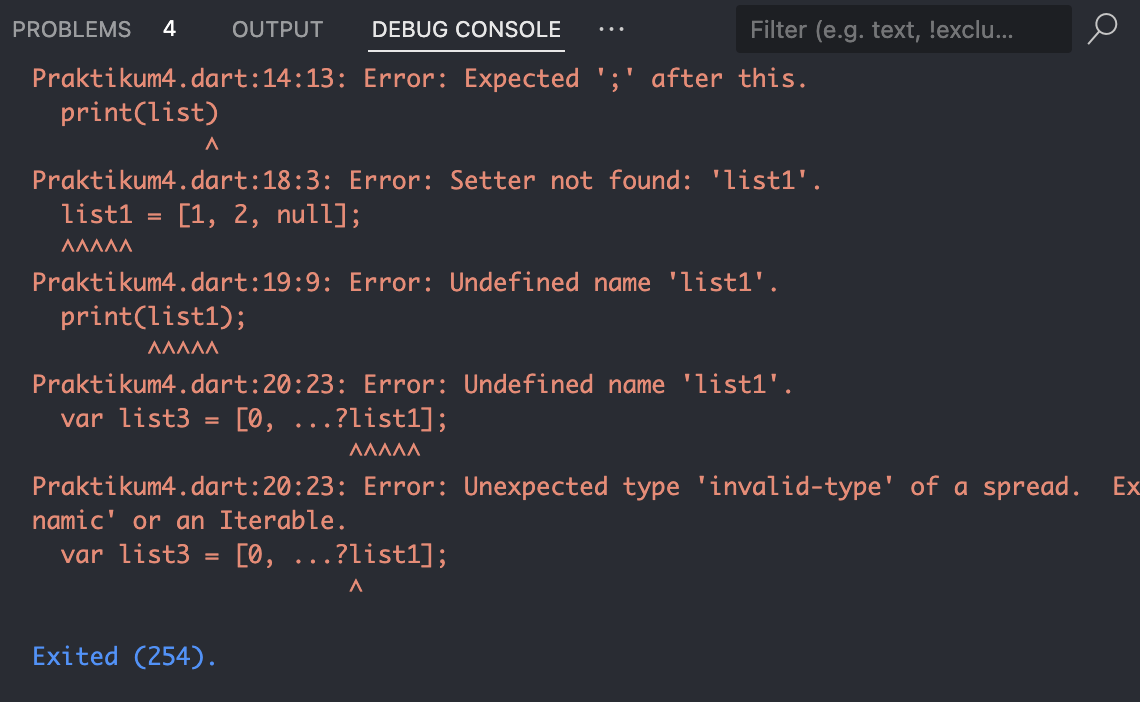 PROBLEMS 4 OUTPUT DEBUG CONSOLE ··· Filter (e.g. text, !exclu...
Praktikum4.dart:14:13: Error: Expected ';' after this.
  print(list)
            ^
Praktikum4.dart:18:3: Error: Setter not found: 'list1'.
  list1 = [1, 2, null];
  ^^^^^
Praktikum4.dart:19:9: Error: Undefined name 'list1'.
  print(list1);
        ^^^^^
Praktikum4.dart:20:23: Error: Undefined name 'list1'.
  var list3 = [0, ...?list1];
                      ^^^^^
Praktikum4.dart:20:23: Error: Unexpected type 'invalid-type' of a spread.  Ex
namic' or an Iterable.
  var list3 = [0, ...?list1];
                      ^
Exited (254).